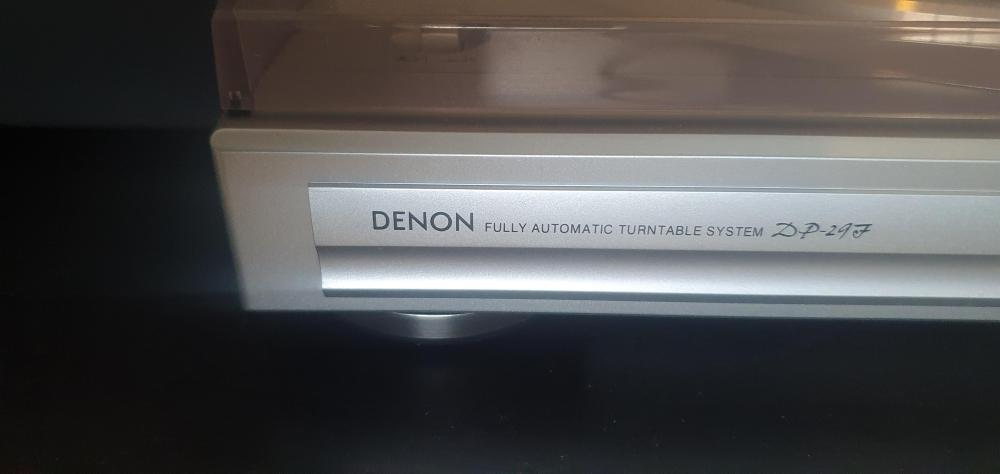 DENON FULLY AUTOMATIC TURNTABLE SYSTEM DP-29F